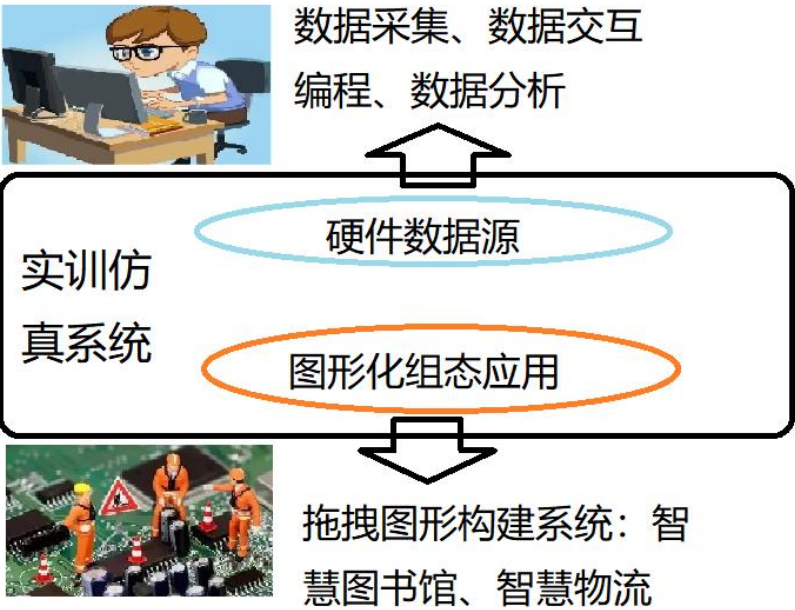 数据采集、数据交互
编程、数据分析
硬件数据源
实训仿
真系统
图形化组态应用
拖拽图形构建系统：智
慧图书馆、智慧物流